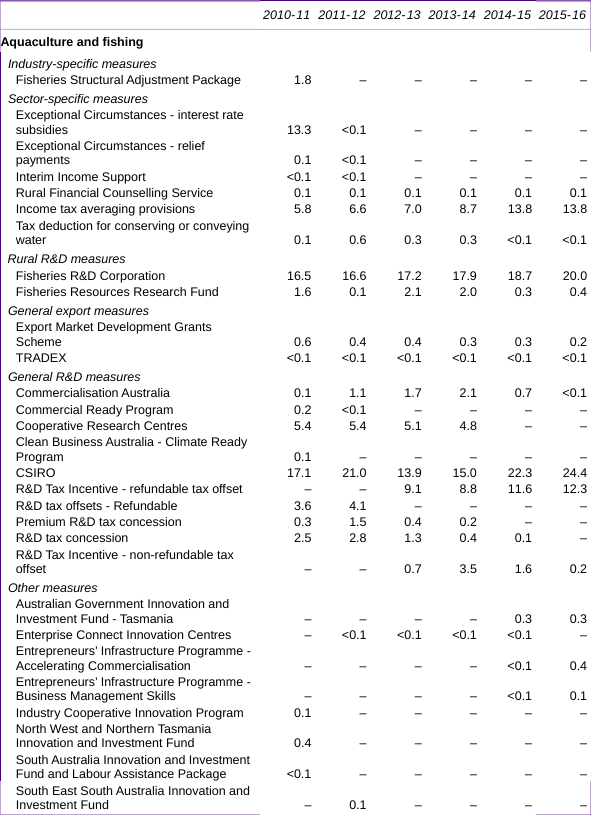 2010-11 2011-12 2012-13 2013-14 2014-15 2015-16
Aquaculture and fishing
Industry-specific measures
Fisheries Structural Adjustment Package 1.8 – – – – –
Sector-specific measures
Exceptional Circumstances - interest rate
subsidies 13.3 <0.1 – – – –
Exceptional Circumstances - relief
payments 0.1 <0.1 – – – –
Interim Income Support <0.1 <0.1 – – – –
Rural Financial Counselling Service 0.1 0.1 0.1 0.1 0.1 0.1
Income tax averaging provisions 5.8 6.6 7.0 8.7 13.8 13.8
Tax deduction for conserving or conveying
water 0.1 0.6 0.3 0.3 <0.1 <0.1
Rural R&D measures
Fisheries R&D Corporation 16.5 16.6 17.2 17.9 18.7 20.0
Fisheries Resources Research Fund 1.6 0.1 2.1 2.0 0.3 0.4
General export measures
Export Market Development Grants
Scheme 0.6 0.4 0.4 0.3 0.3 0.2
TRADEX <0.1 <0.1 <0.1 <0.1 <0.1 <0.1
General R&D measures
Commercialisation Australia 0.1 1.1 1.7 2.1 0.7 <0.1
Commercial Ready Program 0.2 <0.1 – – – –
Cooperative Research Centres 5.4 5.4 5.1 4.8 – –
Clean Business Australia - Climate Ready
Program 0.1 – – – – –
CSIRO 17.1 21.0 13.9 15.0 22.3 24.4
R&D Tax Incentive - refundable tax offset – – 9.1 8.8 11.6 12.3
R&D tax offsets - Refundable 3.6 4.1 – – – –
Premium R&D tax concession 0.3 1.5 0.4 0.2 – –
R&D tax concession 2.5 2.8 1.3 0.4 0.1 –
R&D Tax Incentive - non-refundable tax
offset – – 0.7 3.5 1.6 0.2
Other measures
Australian Government Innovation and
Investment Fund - Tasmania – – – – 0.3 0.3
Enterprise Connect Innovation Centres – <0.1 <0.1 <0.1 <0.1 –
Entrepreneurs' Infrastructure Programme -
Accelerating Commercialisation – – – – <0.1 0.4
Entrepreneurs' Infrastructure Programme -
Business Management Skills – – – – <0.1 0.1
Industry Cooperative Innovation Program 0.1 – – – – –
North West and Northern Tasmania
Innovation and Investment Fund 0.4 – – – – –
South Australia Innovation and Investment
Fund and Labour Assistance Package <0.1 – – – – –
South East South Australia Innovation and
Investment Fund – 0.1 – – – –